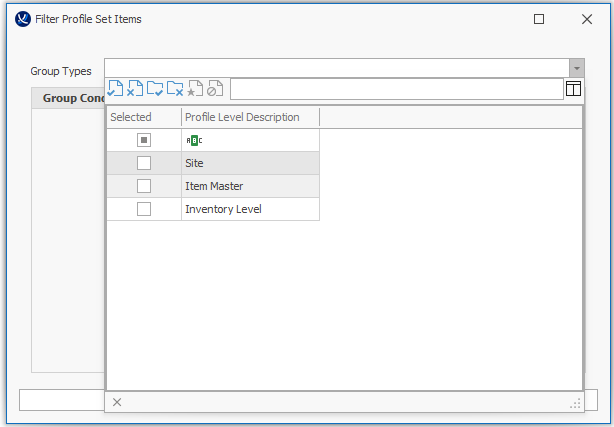 Filter Profile Set Items
Group Types
Group Conc
Selected Profile Level Description
ABC
Site
Item Master
Inventory Level